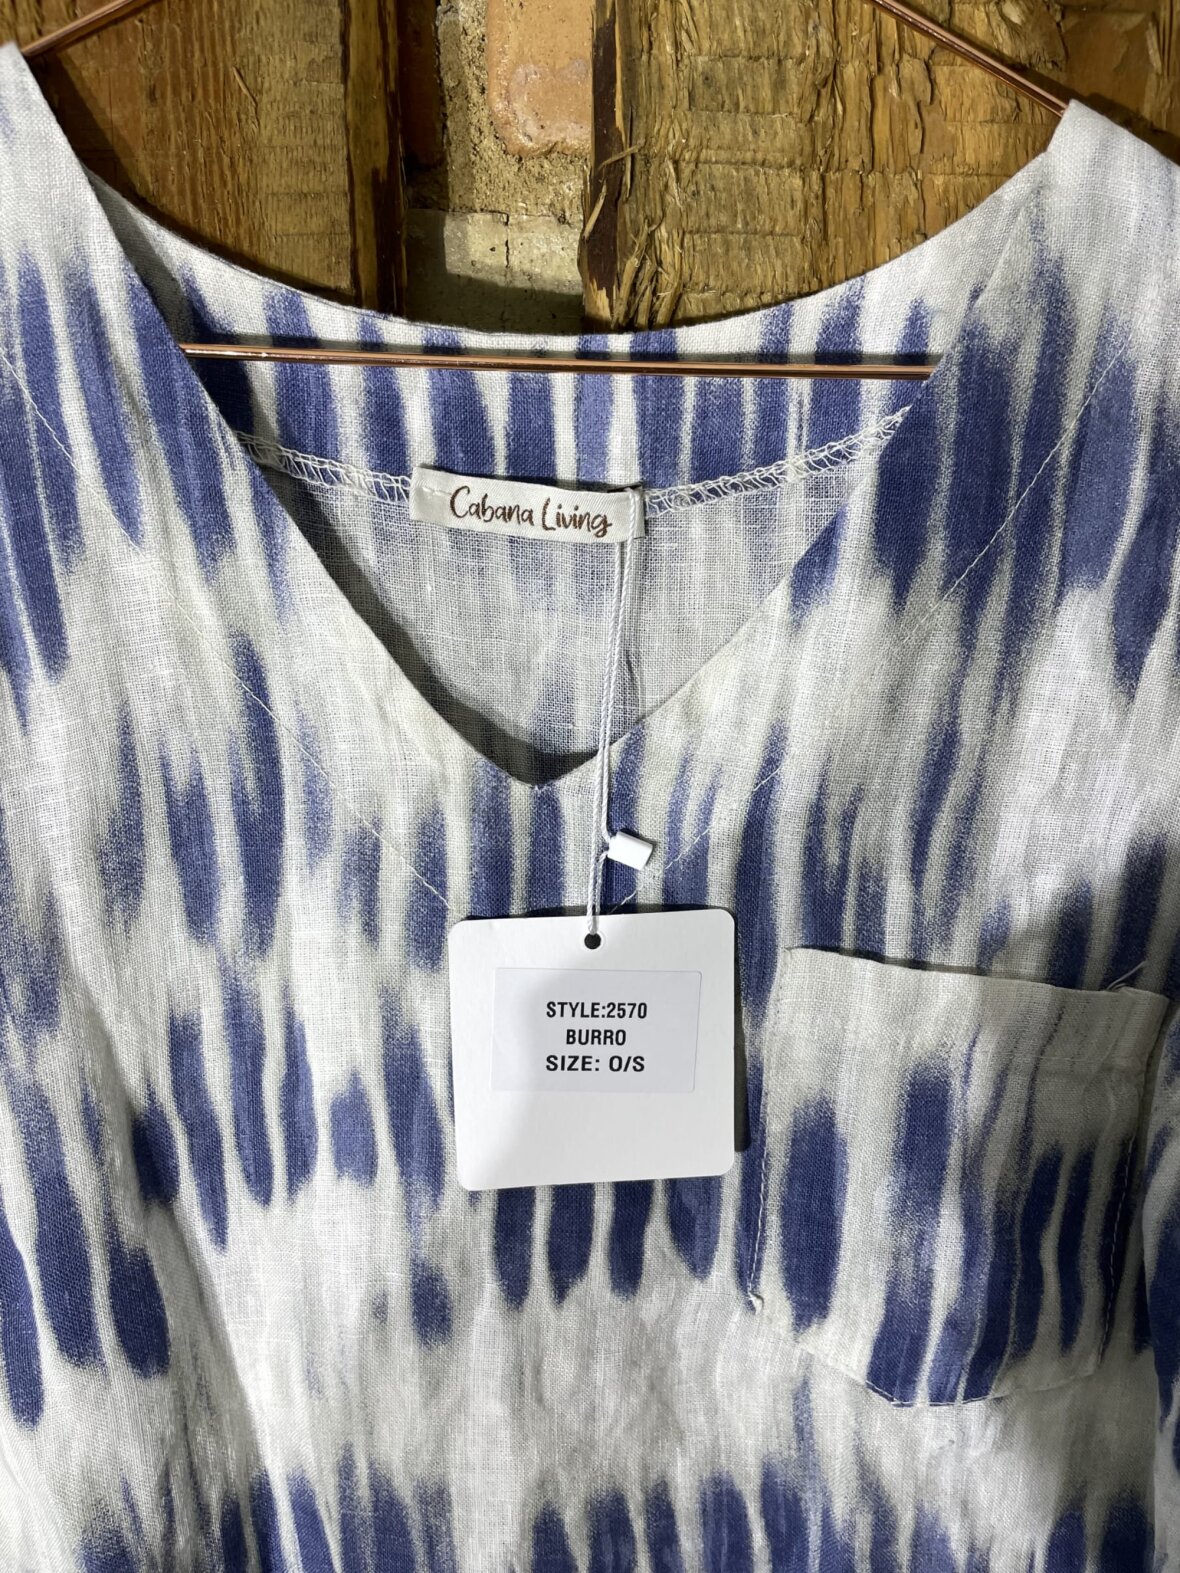 Cabana Living
STYLE:2570
BURRO
SIZE: O/S